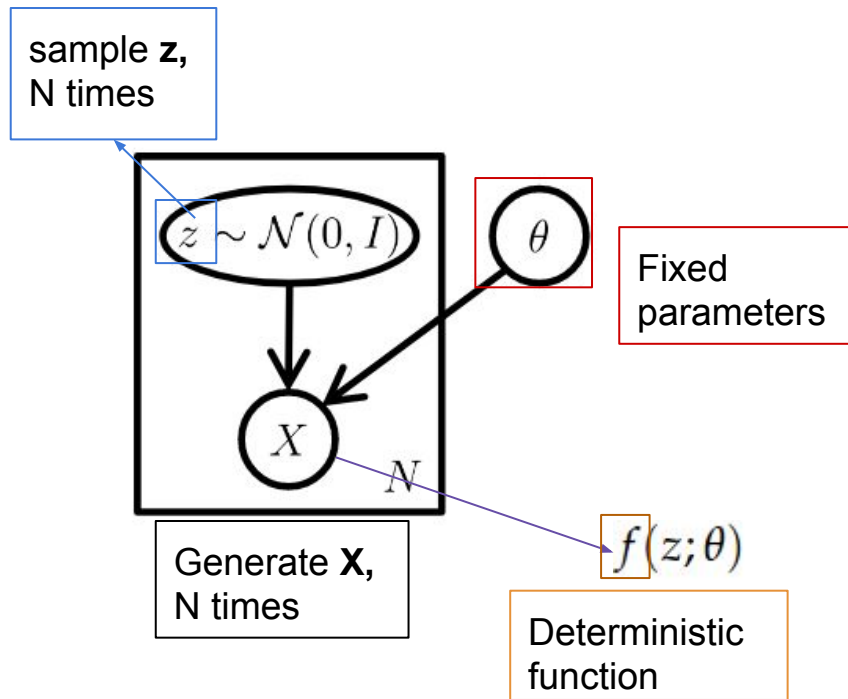 sample z,
N times
z ∼ 𝒩(0, I)
θ
Fixed
parameters
X
N
Generate X,
N times
f(z;θ)
Deterministic
function